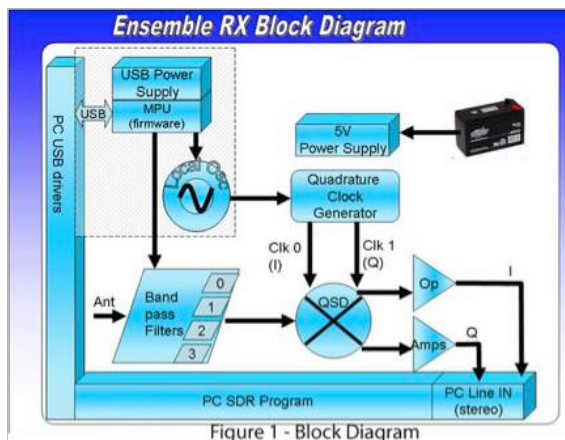 Ensemble RX Block Diagram
USB Power
Supply
MPU
(firmware)
USB
PC USB drivers
Local Osc
5V
Power Supply
Quadrature
Clock
Generator
Clk 0
(I)
Clk 1
(Q)
Ant
Band
pass
Filters
0
1
2
3
QSD
Op
Amps
I
Q
PC SDR Program
PC Line IN
(stereo)
Figure 1 - Block Diagram